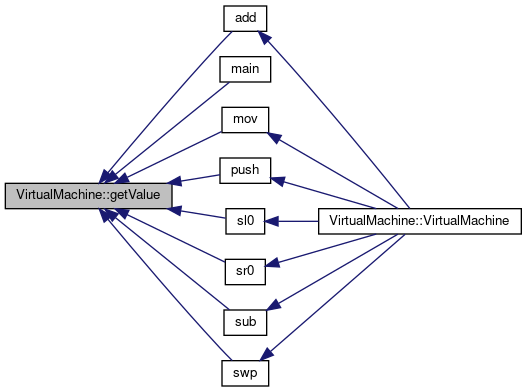 add
main
mov
push
VirtualMachine::getValue
sl0
VirtualMachine::VirtualMachine
sr0
sub
swp